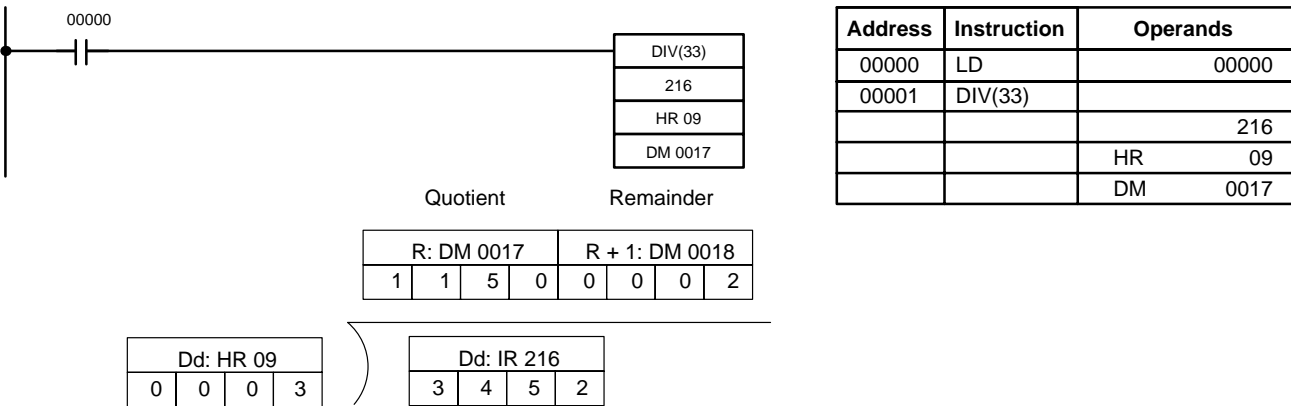 00000
DIV(33)
216
HR 09
DM 0017
Address Instruction Operands
00000 LD 00000
00001 DIV(33)
216
HR 09
DM 0017
Quotient Remainder
R: DM 0017 R + 1: DM 0018
1 1 5 0 0 0 0 2
Dd: HR 09 Dd: IR 216
0 0 0 3 3 4 5 2